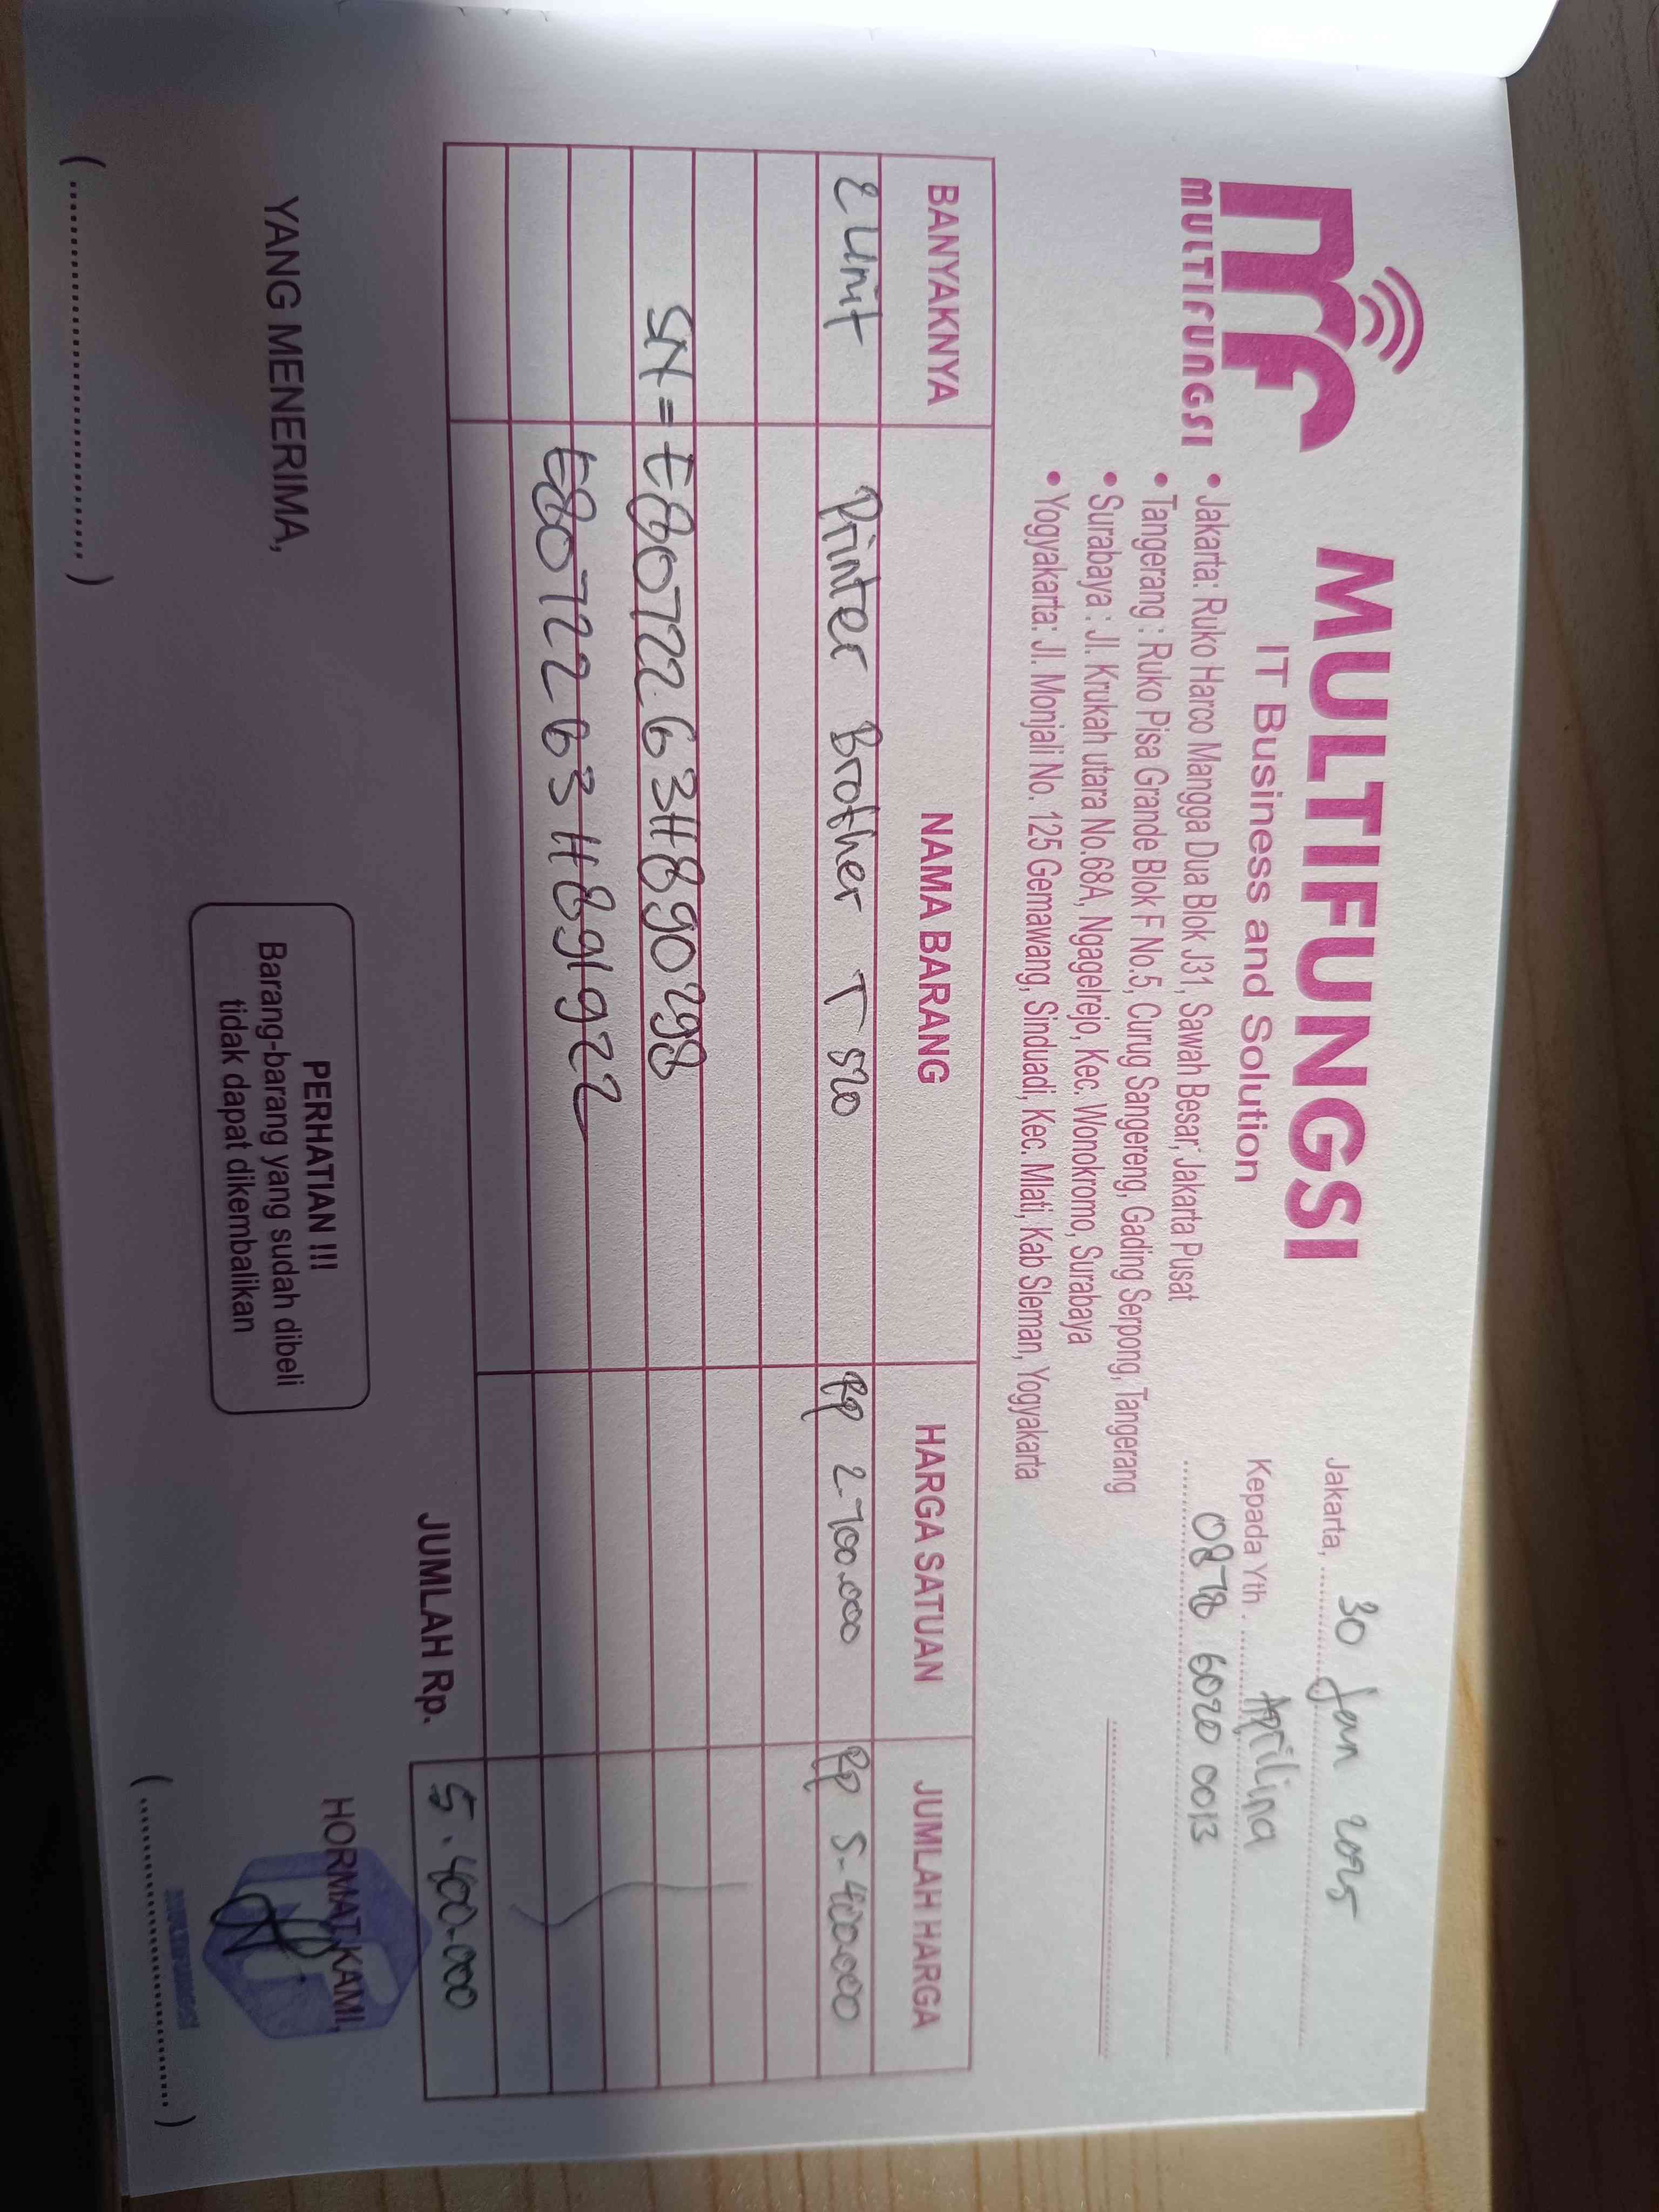 MULTIFUNGSI
MULTIFUNGSI
IT Business and Solution
• Jakarta: Ruko Harco Mangga Dua Blok J31, Sawah Besar, Jakarta Pusat
• Tangerang : Ruko Pisa Grande Blok F No.5, Curug Sangereng, Gading Serpong, Tangerang
• Surabaya : Jl. Krukah utara No.68A, Ngagelrejo, Kec. Wonokromo, Surabaya
• Yogyakarta: Jl. Monjali No. 125 Gemawang, Sinduadi, Kec. Mlati, Kab Sleman, Yogyakarta
Jakarta, 30 Jan 2025
Kepada Yth. Aprilina
0878 6020 0013
BANYAKNYA NAMA BARANG HARGA SATUAN JUMLAH HARGA
2 Unit Printer Brother T 520 Rp 2.700.000 Rp 5.400.000
SN = E80722.63H890298
E8072263H891922
JUMLAH Rp. 5.400.000
YANG MENERIMA,
PERHATIAN !!!
Barang-barang yang sudah dibeli
tidak dapat dikembalikan
HORMAT KAMI,
MULTIFUNGSI